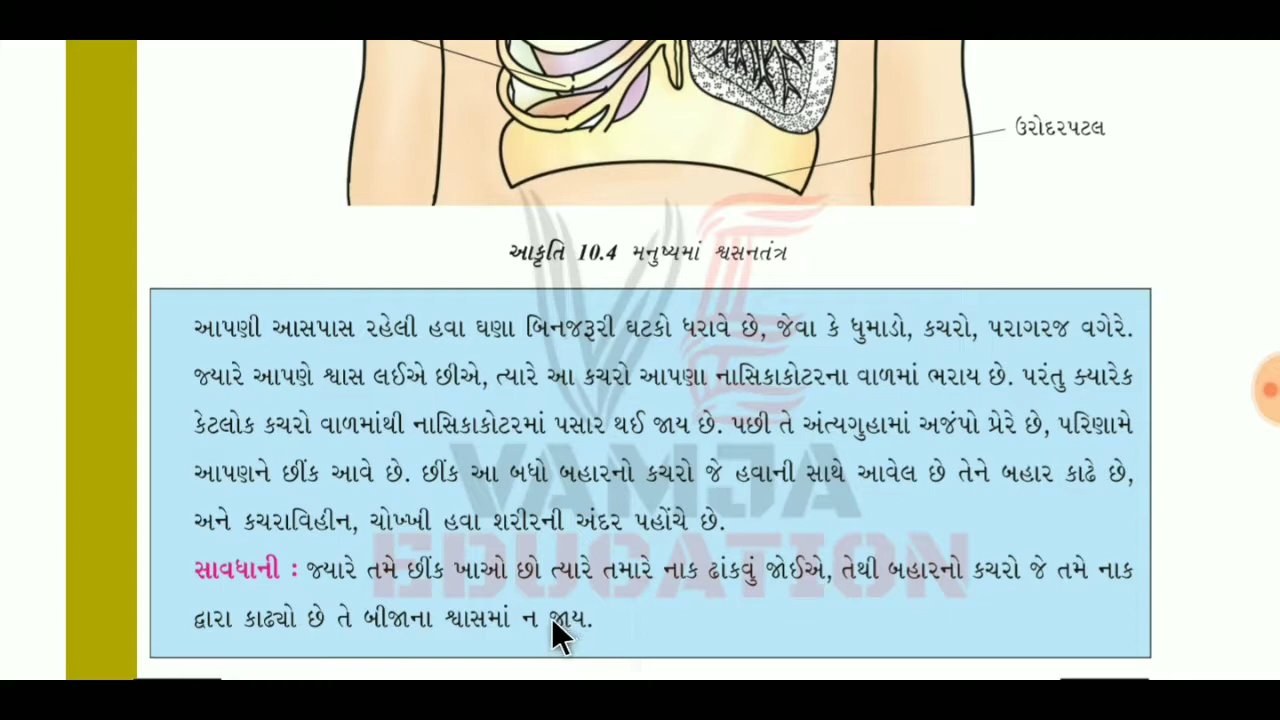 ઉરોદરપટલ
આકૃતિ 10.4 મનુષ્યમાં શ્વસનતંત્ર
આપણી આસપાસ રહેલી હવા ઘણા બિનજરૂરી ઘટકો ધરાવે છે, જેવા કે ધુમાડો, કચરો, પરાગરજ વગેરે.
જ્યારે આપણે શ્વાસ લઈએ છીએ, ત્યારે આ કચરો આપણા નાસિકાકોટરના વાળમાં ભરાય છે. પરંતુ ક્યારેક
કેટલોક કચરો વાળમાંથી નાસિકાકોટરમાં પસાર થઈ જાય છે. પછી તે અંત્યગુહામાં અજંપો પ્રેરે છે, પરિણામે
આપણને છીંક આવે છે. છીંક આ બધો બહારનો કચરો જે હવાની સાથે આવેલ છે તેને બહાર કાઢે છે,
અને કચરાવિહીન, ચોખ્ખી હવા શરીરની અંદર પહોંચે છે.
સાવધાની : જ્યારે તમે છીંક ખાઓ છો ત્યારે તમારે નાક ઢાંકવું જોઈએ, તેથી બહારનો કચરો જે તમે નાક
દ્વારા કાઢ્યો છે તે બીજાના શ્વાસમાં ન જાય.
VAMJA
EDUCATION